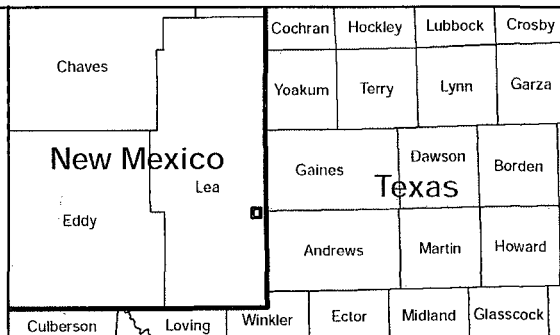 Cochran Hockley Lubbock Crosby
Chaves
Yoakum Terry Lynn Garza
New Mexico
Lea
Gaines Dawson Borden
Texas
Eddy
Andrews Martin Howard
Culberson Loving Winkler Ector Midland Glasscock